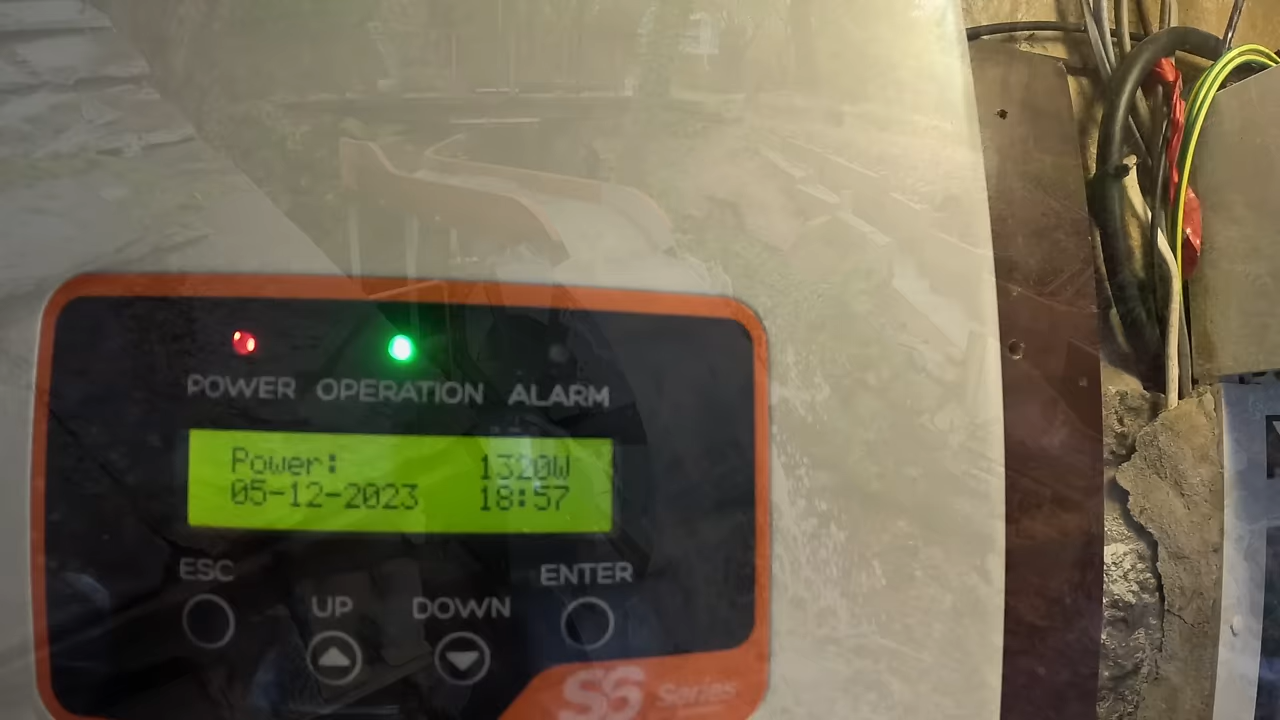 POWER OPERATION ALARM
Power: 1320W
05-12-2023 18:57
ESC ENTER
UP DOWN
S6 Series